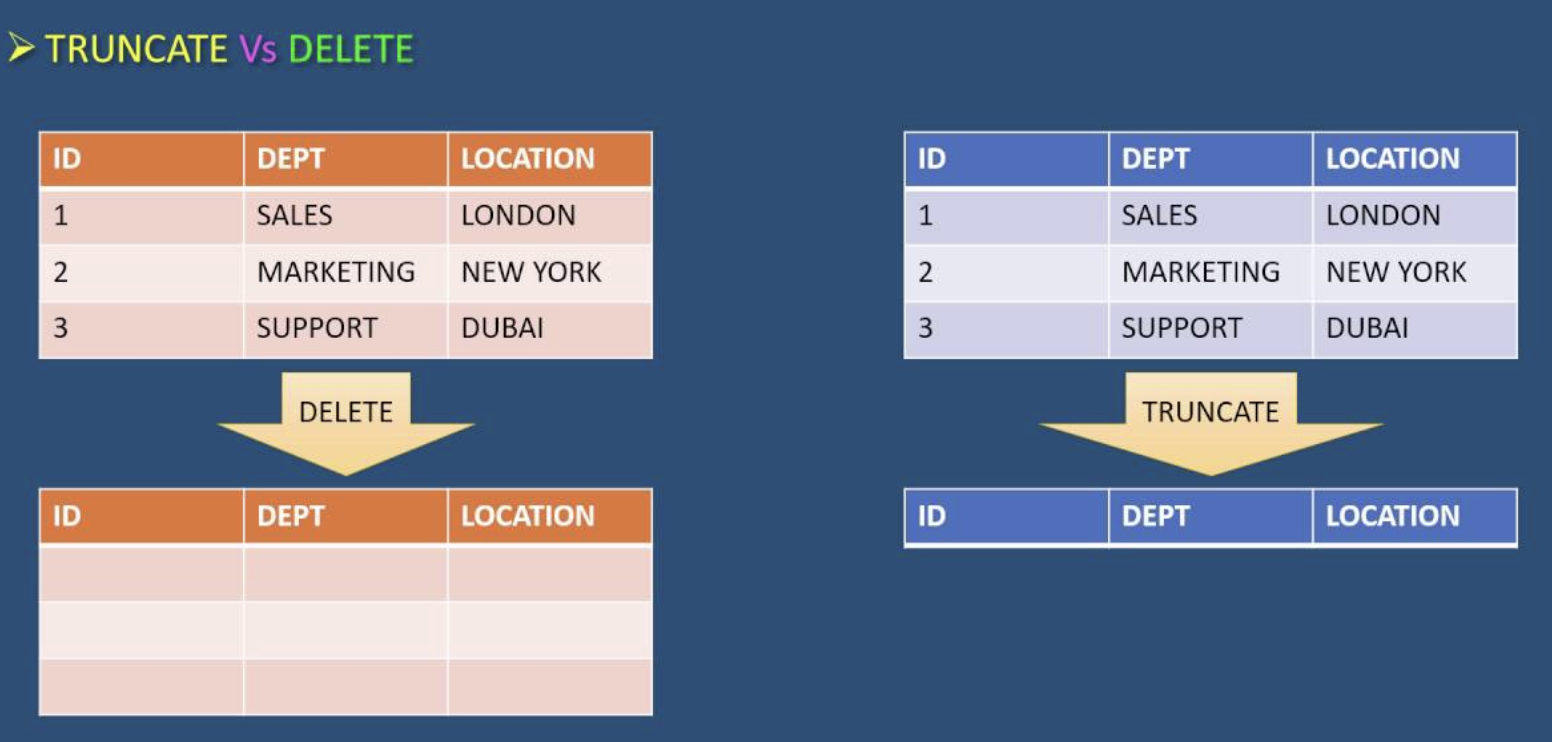 TRUNCATE Vs DELETE
ID DEPT LOCATION
1 SALES LONDON
2 MARKETING NEW YORK
3 SUPPORT DUBAI
DELETE
ID DEPT LOCATION
ID DEPT LOCATION
1 SALES LONDON
2 MARKETING NEW YORK
3 SUPPORT DUBAI
TRUNCATE
ID DEPT LOCATION